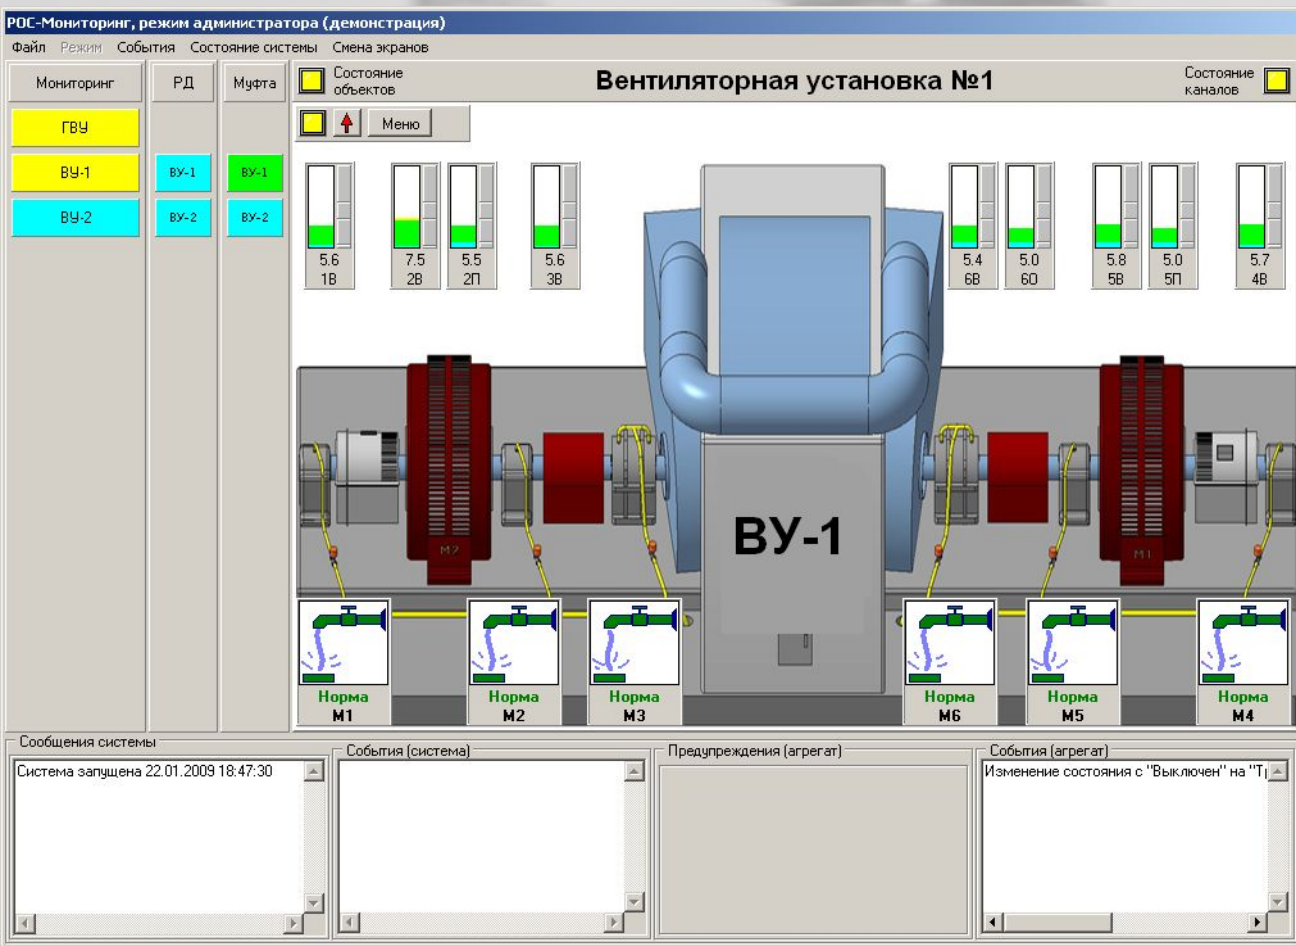 РОС-Мониторинг, режим администратора (демонстрация)
Файл Режим События Состояние системы Смена экранов
Мониторинг
РД
Муфта
Состояние
объектов
Вентиляторная установка №1
Состояние
каналов
Меню
ГВУ
ВУ-1 ВУ-1 ВУ-1
ВУ-2 ВУ-2 ВУ-2
5.6 7.5 5.5 5.6 5.4 5.0 5.8 5.0 5.7
1В 2В 2П 3В 6В 6О 5В 5П 4В
ВУ-1
М2
М1
Норма Норма Норма Норма Норма Норма
М1 М2 М3 М6 М5 М4
Сообщения системы
Система запущена 22.01.2009 18:47:30
События (система)
Предупреждения (агрегат)
События (агрегат)
Изменение состояния с "Выключен" на "Т